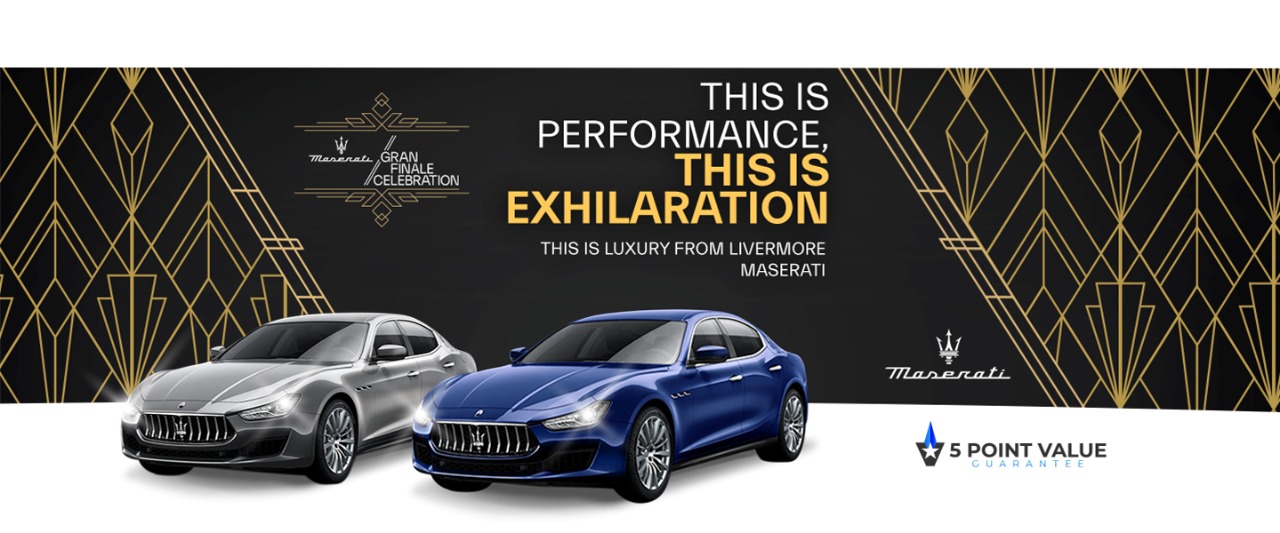 Maserati
GRAN
FINALE
CELEBRATION
THIS IS
PERFORMANCE,
THIS IS
EXHILARATION
THIS IS LUXURY FROM LIVERMORE
MASERATI
Maserati
5 POINT VALUE
GUARANTEE